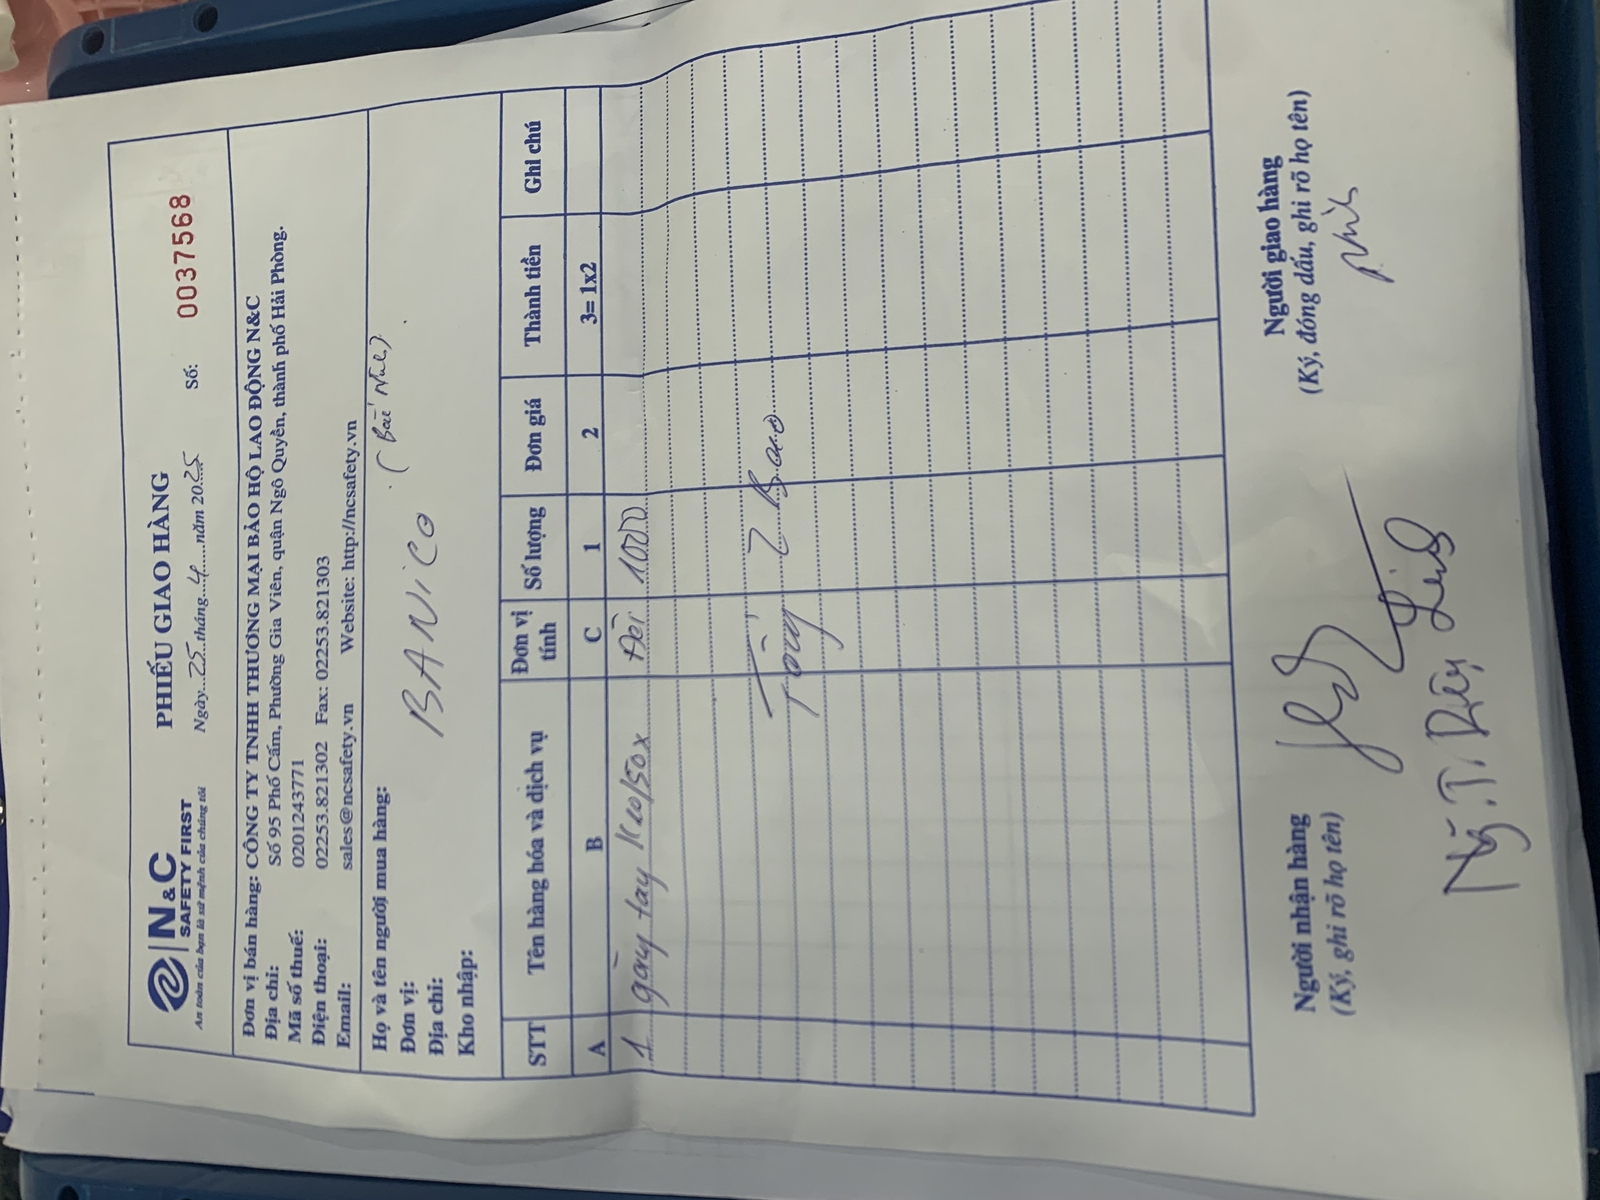 N&C
SAFETY FIRST
An toàn của bạn là sứ mệnh của chúng tôi
PHIẾU GIAO HÀNG
Ngày...25...tháng...4...năm 2025
Số: 0037568
Đơn vị bán hàng: CÔNG TY TNHH THƯƠNG MẠI BẢO HỘ LAO ĐỘNG N&C
Địa chỉ: Số 95 Phố Cấm, Phường Gia Viên, quận Ngô Quyền, thành phố Hải Phòng.
Mã số thuế: 0201243771
Điện thoại: 02253.821302 Fax: 02253.821303
Email: sales@ncsafety.vn Website: http://ncsafety.vn
Họ và tên người mua hàng:
Đơn vị: BANICO
Địa chỉ:
Kho nhập:
STT Tên hàng hóa và dịch vụ Đơn vị tính Số lượng Đơn giá Thành tiền Ghi chú
A B C 1 2 3= 1x2
1 găng tay K10/50x Đôi 1000
Tổng 2 Bao
Người nhận hàng Người giao hàng
(Ký, ghi rõ họ tên) (Ký, đóng dấu, ghi rõ họ tên)